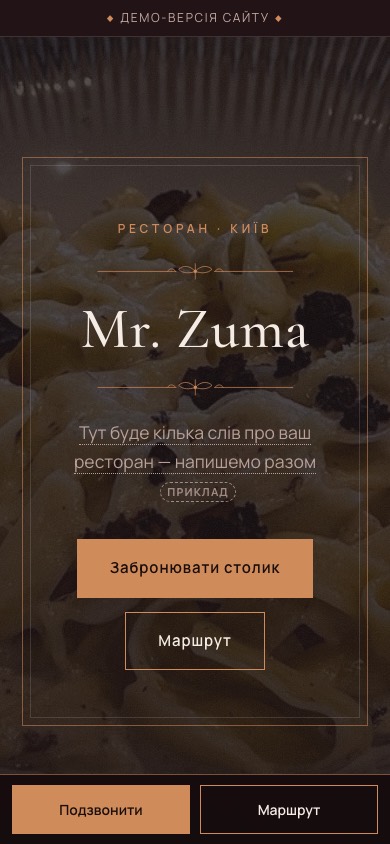 ◆ ДЕМО-ВЕРСІЯ САЙТУ ◆
РЕСТОРАН · КИЇВ
Mr. Zuma
Тут буде кілька слів про ваш
ресторан — напишемо разом
ПРИКЛАД
Забронювати столик
Маршрут
Подзвонити
Маршрут